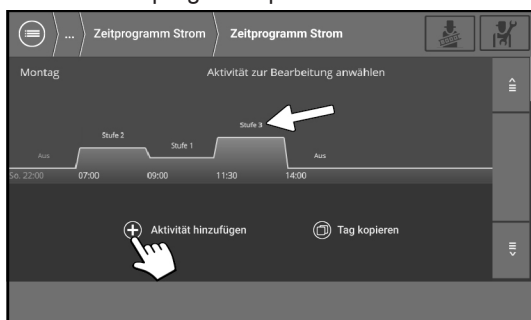 ... Zeitprogramm Strom Zeitprogramm Strom
Montag Aktivität zur Bearbeitung anwählen
Stufe 3
Stufe 2
Stufe 1
Aus Aus
So. 22:00 07:00 09:00 11:30 14:00
Aktivität hinzufügen Tag kopieren